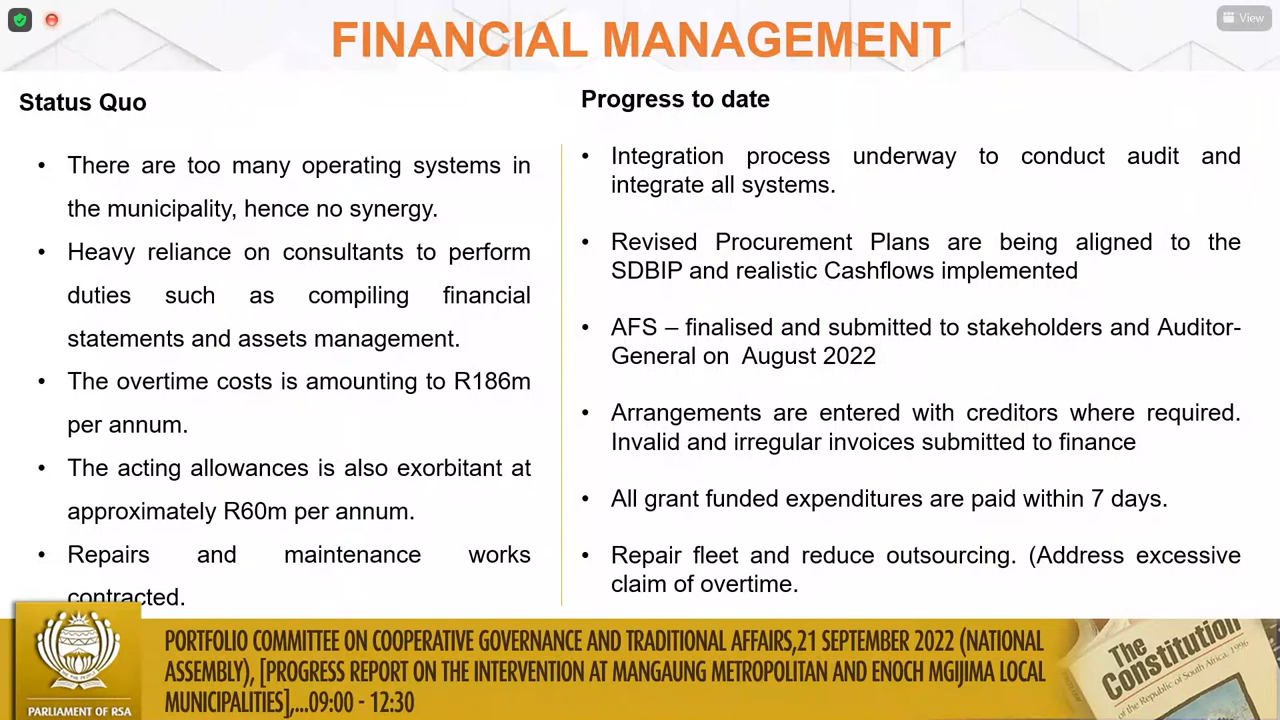 View
FINANCIAL MANAGEMENT
Status Quo
• There are too many operating systems in
the municipality, hence no synergy.
• Heavy reliance on consultants to perform
duties such as compiling financial
statements and assets management.
• The overtime costs is amounting to R186m
per annum.
• The acting allowances is also exorbitant at
approximately R60m per annum.
• Repairs and maintenance works
contracted.
Progress to date
• Integration process underway to conduct audit and
integrate all systems.
• Revised Procurement Plans are being aligned to the
SDBIP and realistic Cashflows implemented
• AFS – finalised and submitted to stakeholders and Auditor-
General on August 2022
• Arrangements are entered with creditors where required.
Invalid and irregular invoices submitted to finance
• All grant funded expenditures are paid within 7 days.
• Repair fleet and reduce outsourcing. (Address excessive
claim of overtime.
PORTFOLIO COMMITTEE ON COOPERATIVE GOVERNANCE AND TRADITIONAL AFFAIRS,21 SEPTEMBER 2022 (NATIONAL
ASSEMBLY), [PROGRESS REPORT ON THE INTERVENTION AT MANGAUNG METROPOLITAN AND ENOCH MGIJIMA LOCAL
MUNICIPALITIES],...09:00 - 12:30
PARLIAMENT OF RSA
The
Constitution
of the Republic of South Africa, 1996